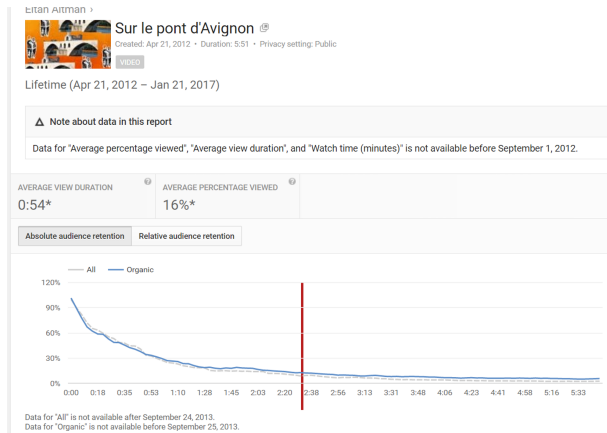 Eitan Altman ›
Sur le pont d'Avignon
Created: Apr 21, 2012 • Duration: 5:51 • Privacy setting: Public
VIDEO
Lifetime (Apr 21, 2012 – Jan 21, 2017)
Note about data in this report
Data for "Average percentage viewed", "Average view duration", and "Watch time (minutes)" is not available before September 1, 2012.
AVERAGE VIEW DURATION ? AVERAGE PERCENTAGE VIEWED ?
0:54* 16%*
Absolute audience retention Relative audience retention
All Organic
120%
90%
60%
30%
0%
0:00 0:18 0:35 0:53 1:10 1:28 1:45 2:03 2:20 2:38 2:56 3:13 3:31 3:48 4:06 4:23 4:41 4:58 5:16 5:33
Data for "All" is not available after September 24, 2013.
Data for "Organic" is not available before September 25, 2013.